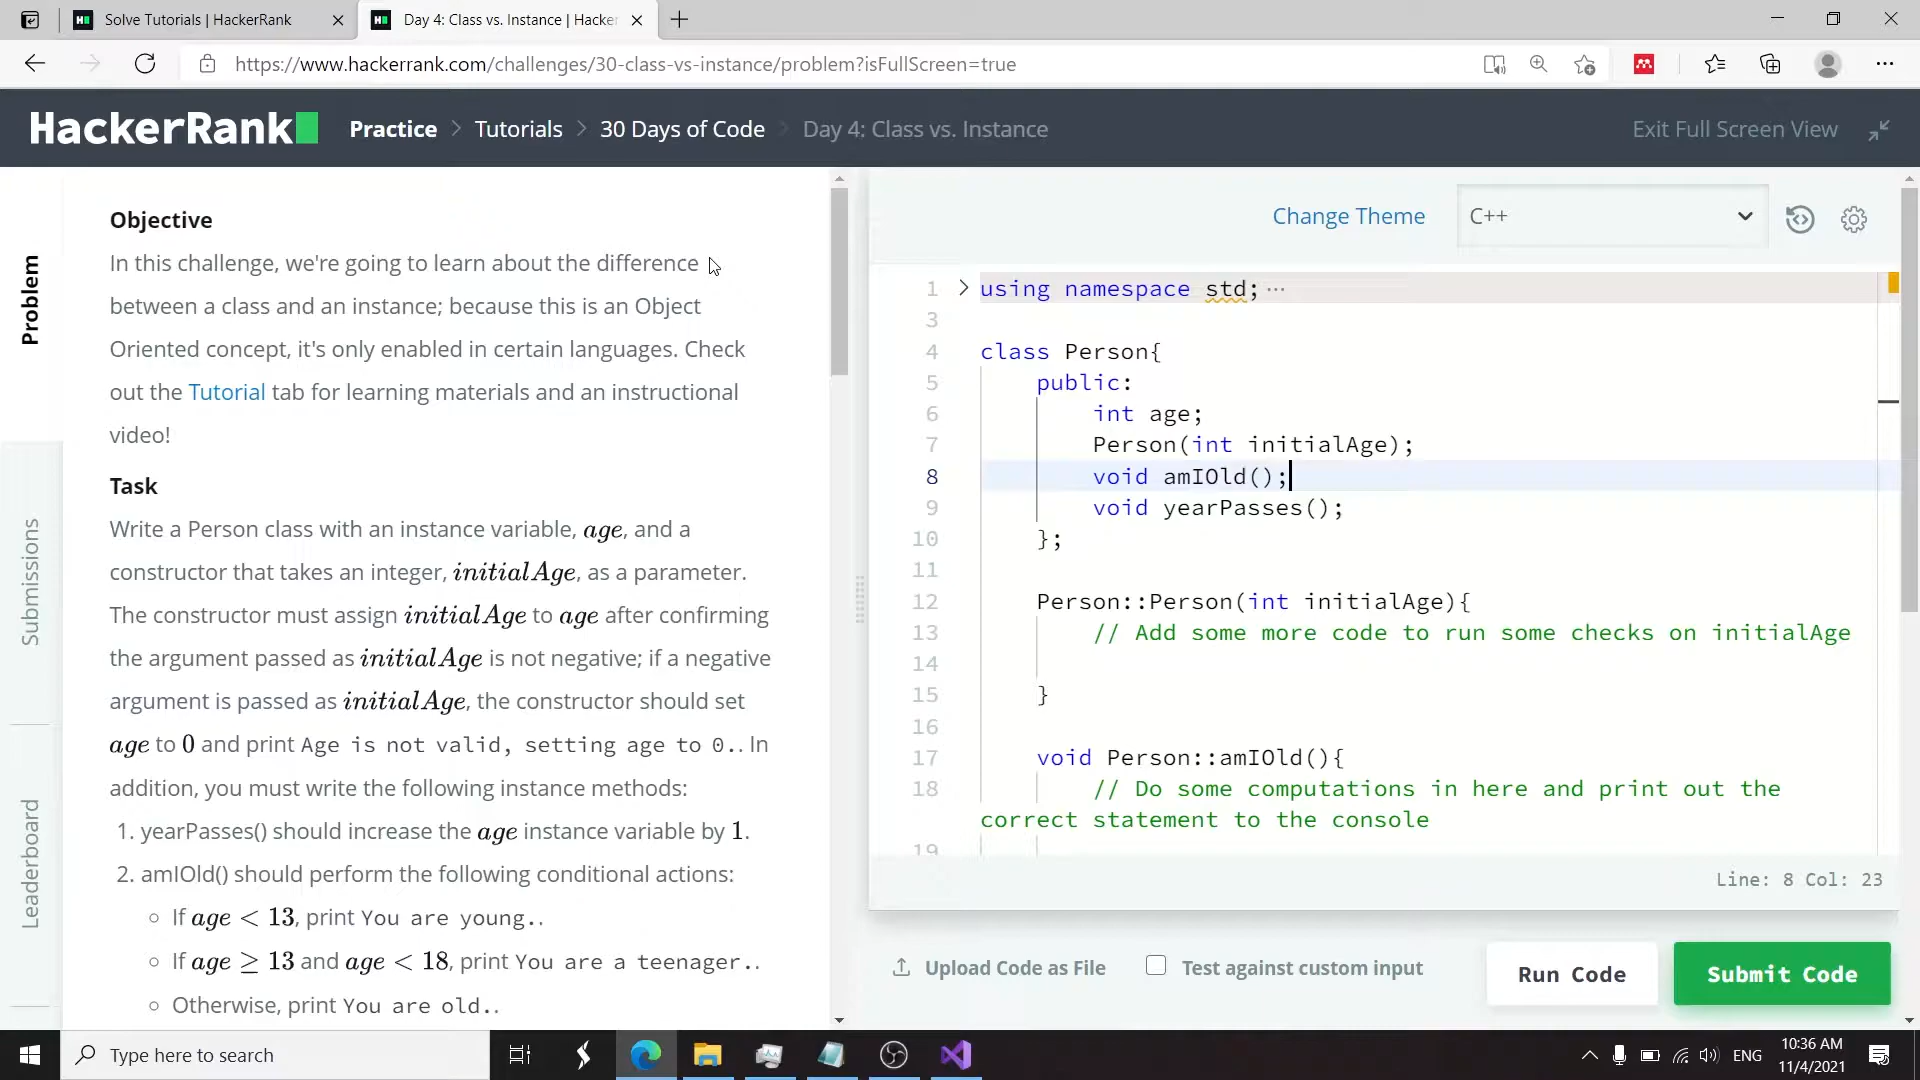 Solve Tutorials | HackerRank
Day 4: Class vs. Instance | Hacker
https://www.hackerrank.com/challenges/30-class-vs-instance/problem?isFullScreen=true
HackerRank
Practice > Tutorials > 30 Days of Code > Day 4: Class vs. Instance
Exit Full Screen View
Problem
Submissions
Leaderboard
Objective
In this challenge, we're going to learn about the difference
between a class and an instance; because this is an Object
Oriented concept, it's only enabled in certain languages. Check
out the Tutorial tab for learning materials and an instructional
video!
Task
Write a Person class with an instance variable, age, and a
constructor that takes an integer, initialAge, as a parameter.
The constructor must assign initialAge to age after confirming
the argument passed as initialAge is not negative; if a negative
argument is passed as initialAge, the constructor should set
age to 0 and print Age is not valid, setting age to 0.. In
addition, you must write the following instance methods:
1. yearPasses() should increase the age instance variable by 1.
2. amIOld() should perform the following conditional actions:
◦ If age < 13, print You are young..
◦ If age ≥ 13 and age < 18, print You are a teenager..
◦ Otherwise, print You are old..
Change Theme
C++
1 > using namespace std; ···
3
4 class Person{
5 public:
6 int age;
7 Person(int initialAge);
8 void amIOld();
9 void yearPasses();
10 };
11
12 Person::Person(int initialAge){
13 // Add some more code to run some checks on initialAge
14
15 }
16
17 void Person::amIOld(){
18 // Do some computations in here and print out the
correct statement to the console
19
Line: 8 Col: 23
Upload Code as File
Test against custom input
Run Code
Submit Code
Type here to search
ENG
10:36 AM
11/4/2021